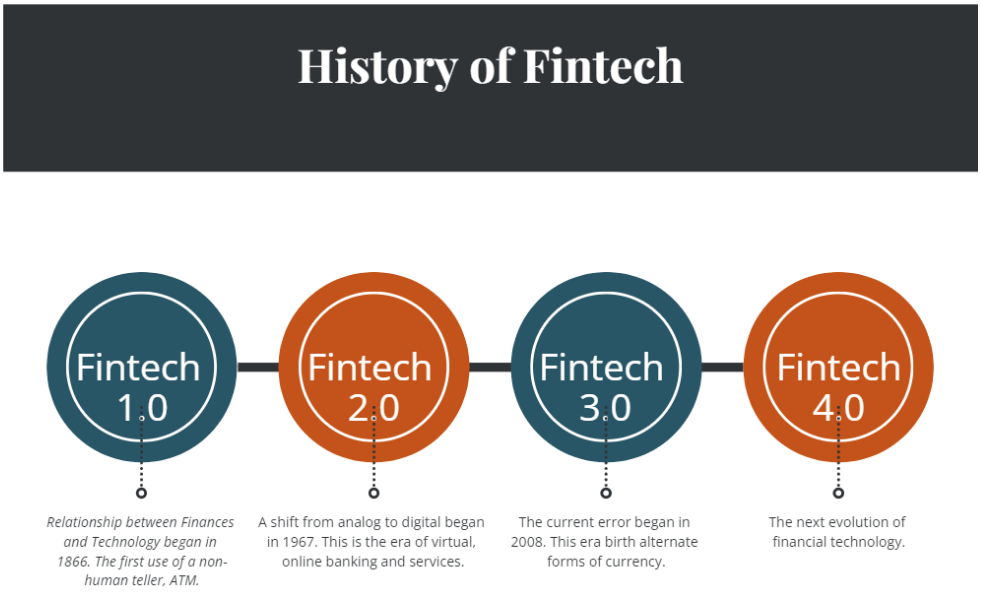 History of Fintech
Fintech
1.0
Fintech
2.0
Fintech
3.0
Fintech
4.0
Relationship between Finances
and Technology began in
1866. The first use of a non-
human teller, ATM.
A shift from analog to digital began
in 1967. This is the era of virtual,
online banking and services.
The current error began in
2008. This era birth alternate
forms of currency.
The next evolution of
financial technology.